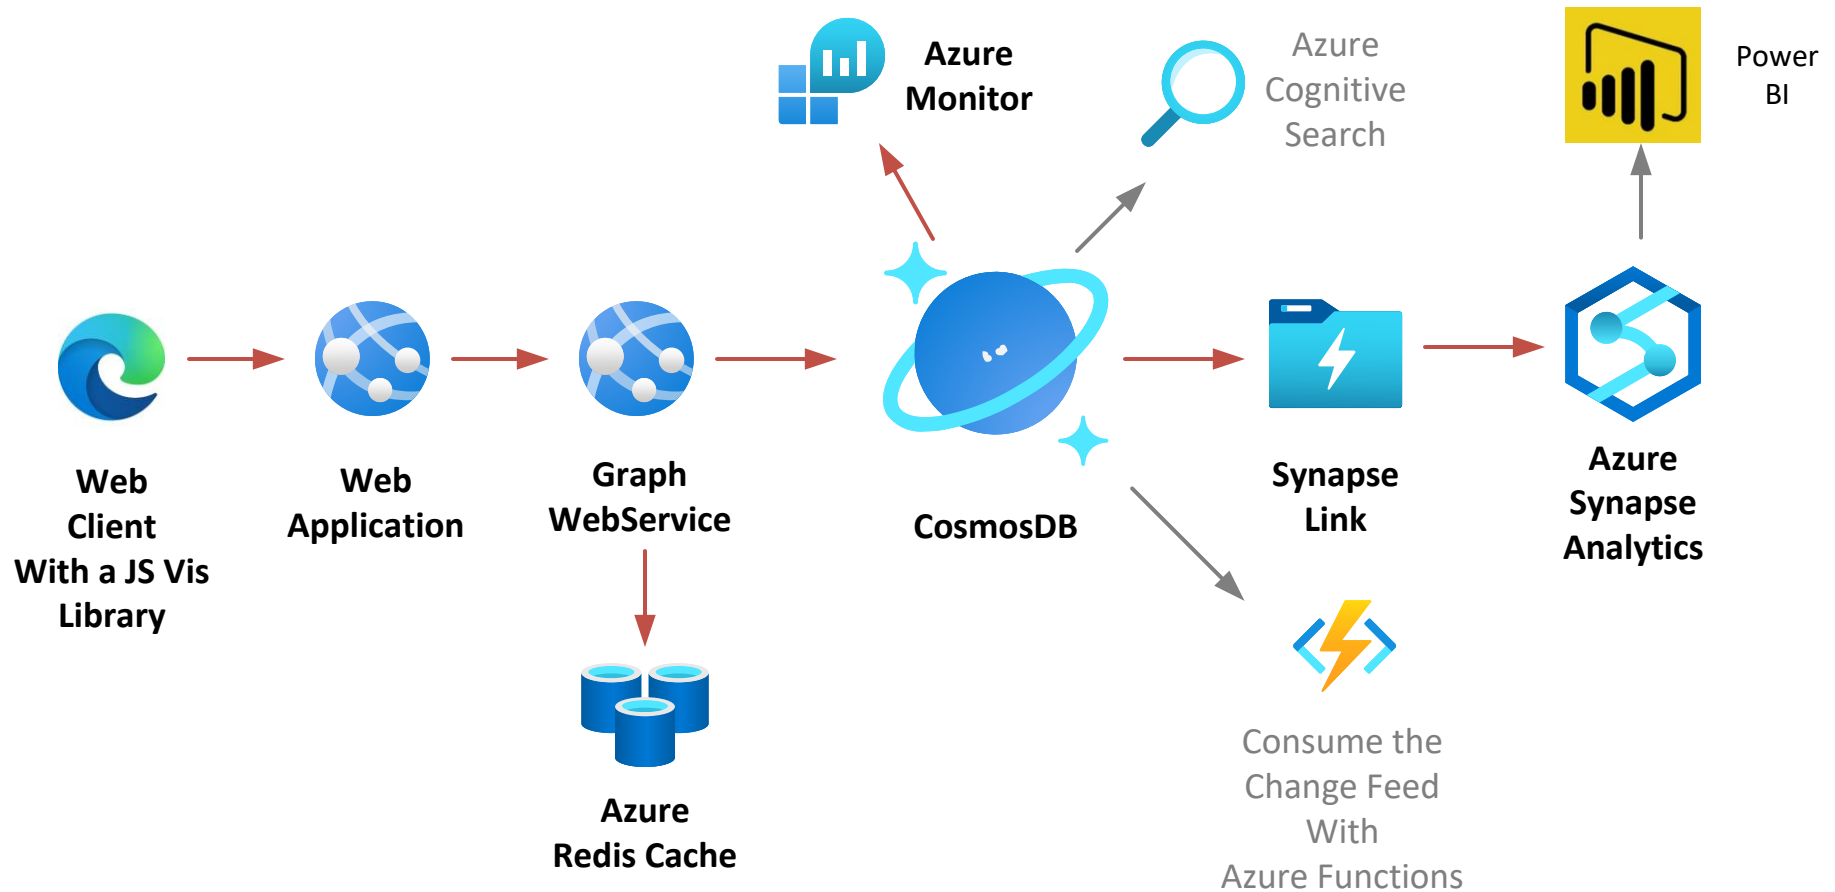 Azure
Monitor
Azure
Cognitive
Search
Power
BI
Web
Client
With a JS Vis
Library
Web
Application
Graph
WebService
CosmosDB
Synapse
Link
Azure
Synapse
Analytics
Azure
Redis Cache
Consume the
Change Feed
With
Azure Functions